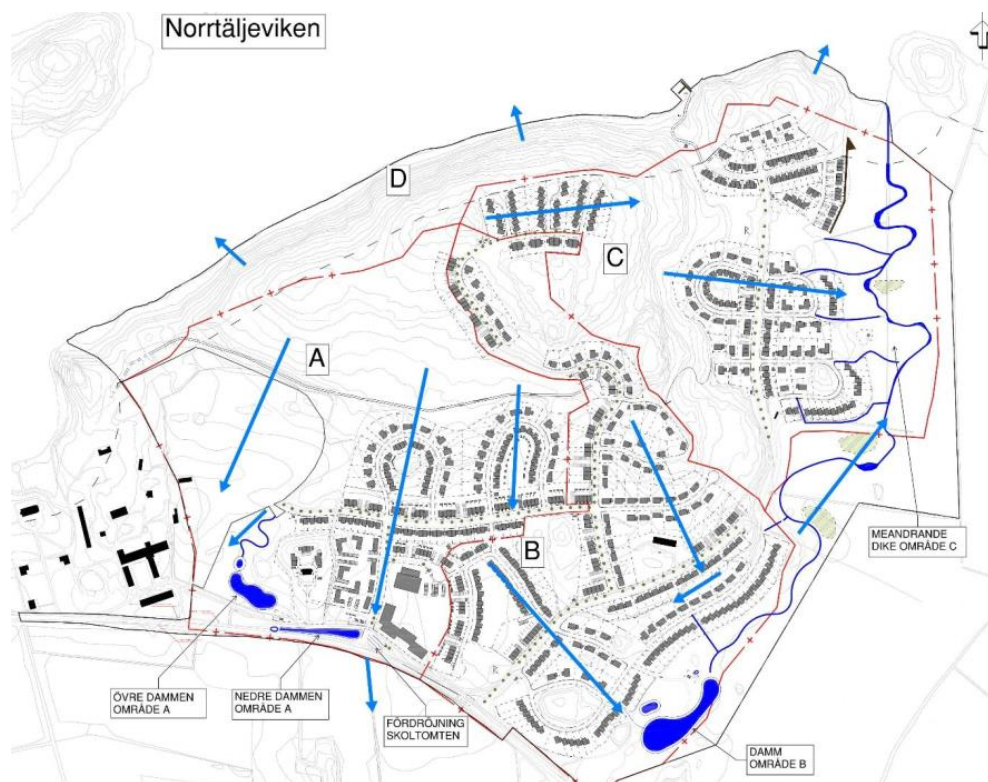 Norrtäljeviken
D
C
A
B
MEANDRANDE
DIKE OMRÅDE C
ÖVRE DAMMEN
OMRÅDE A
NEDRE DAMMEN
OMRÅDE A
FÖRDRÖJNING
SKOLTOMTEN
DAMM
OMRÅDE B